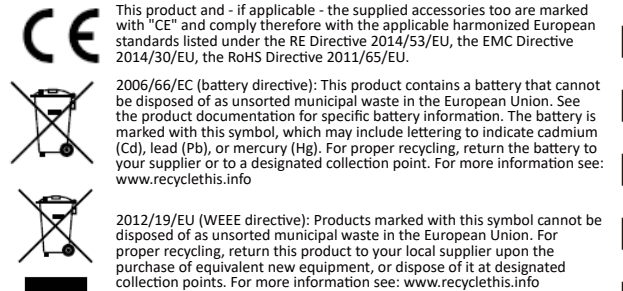 CE
This product and - if applicable - the supplied accessories too are marked
with "CE" and comply therefore with the applicable harmonized European
standards listed under the RE Directive 2014/53/EU, the EMC Directive
2014/30/EU, the RoHS Directive 2011/65/EU.
2006/66/EC (battery directive): This product contains a battery that cannot
be disposed of as unsorted municipal waste in the European Union. See
the product documentation for specific battery information. The battery is
marked with this symbol, which may include lettering to indicate cadmium
(Cd), lead (Pb), or mercury (Hg). For proper recycling, return the battery to
your supplier or to a designated collection point. For more information see:
www.recyclethis.info
2012/19/EU (WEEE directive): Products marked with this symbol cannot be
disposed of as unsorted municipal waste in the European Union. For
proper recycling, return this product to your local supplier upon the
purchase of equivalent new equipment, or dispose of it at designated
collection points. For more information see: www.recyclethis.info